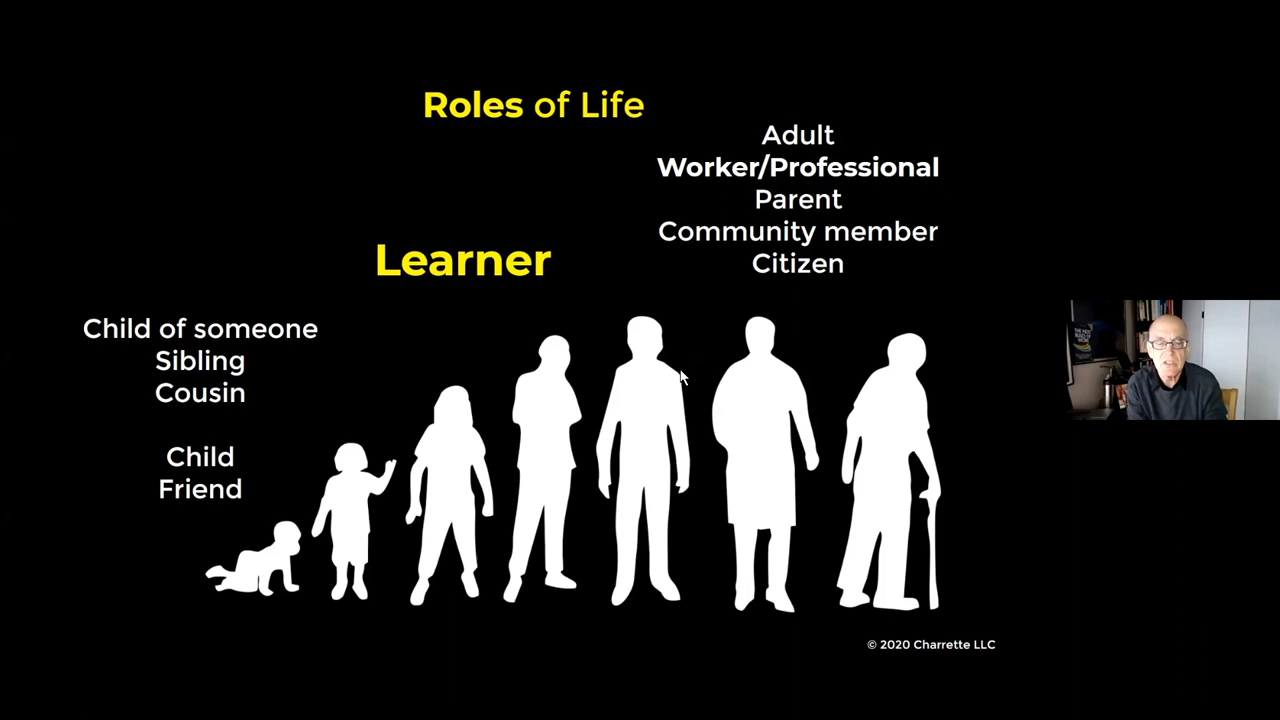 Roles of Life
Adult
Worker/Professional
Parent
Community member
Citizen
Learner
Child of someone
Sibling
Cousin
Child
Friend
© 2020 Charrette LLC